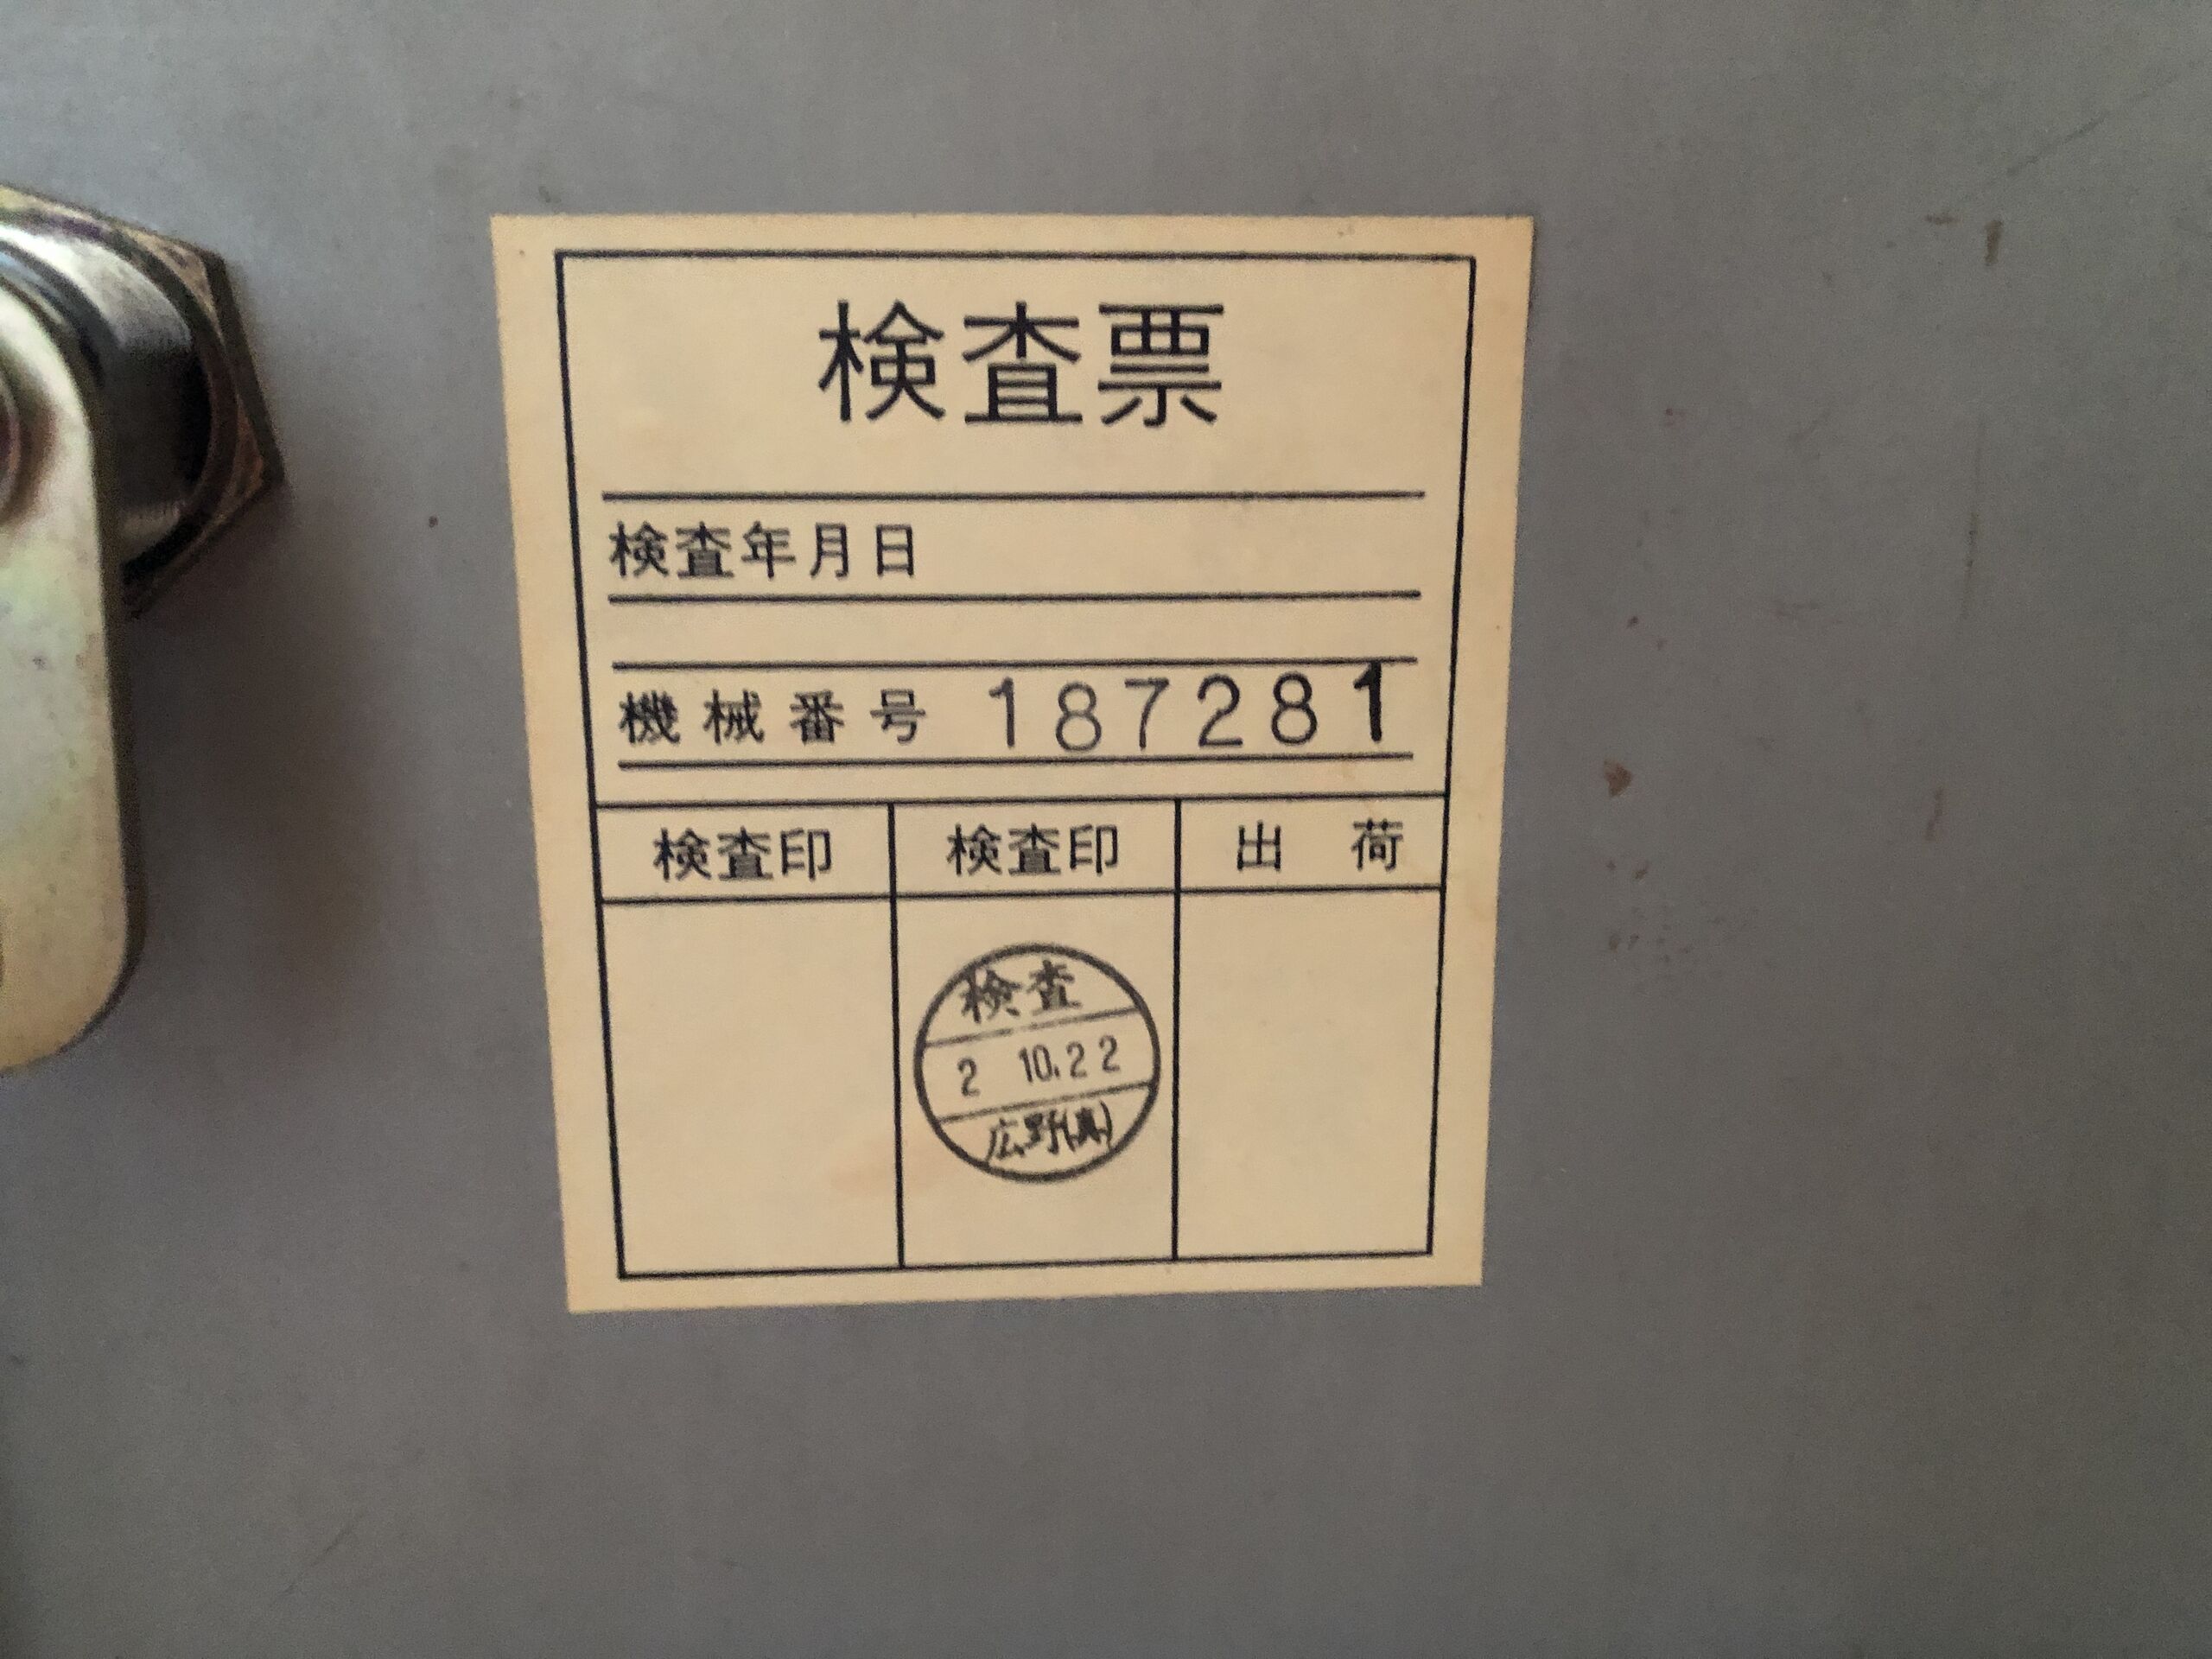 検査票
検査年月日
機械番号 187281
検査印 検査印 出荷
検査
2 10.22
広野(真)